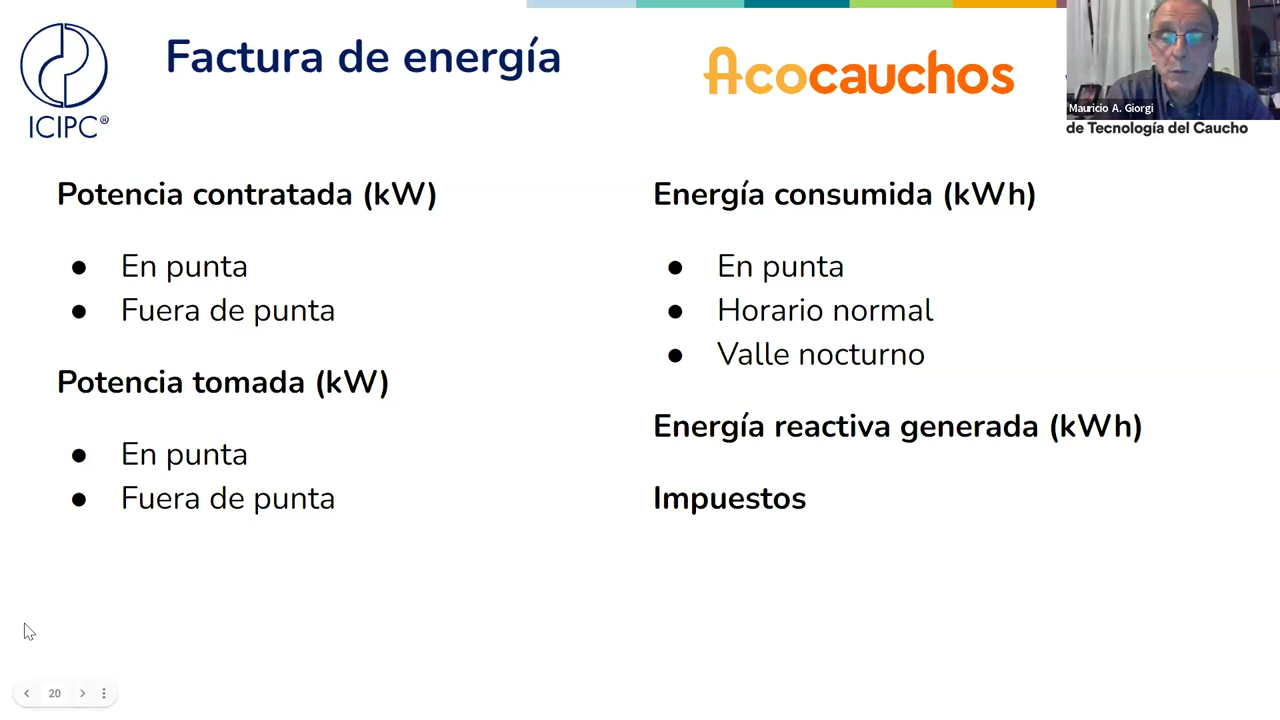 Factura de energía
ICIPC®
Acocauchos
Mauricio A. Giorgi
de Tecnología del Caucho
Potencia contratada (kW)
● En punta
● Fuera de punta
Potencia tomada (kW)
● En punta
● Fuera de punta
Energía consumida (kWh)
● En punta
● Horario normal
● Valle nocturno
Energía reactiva generada (kWh)
Impuestos
20